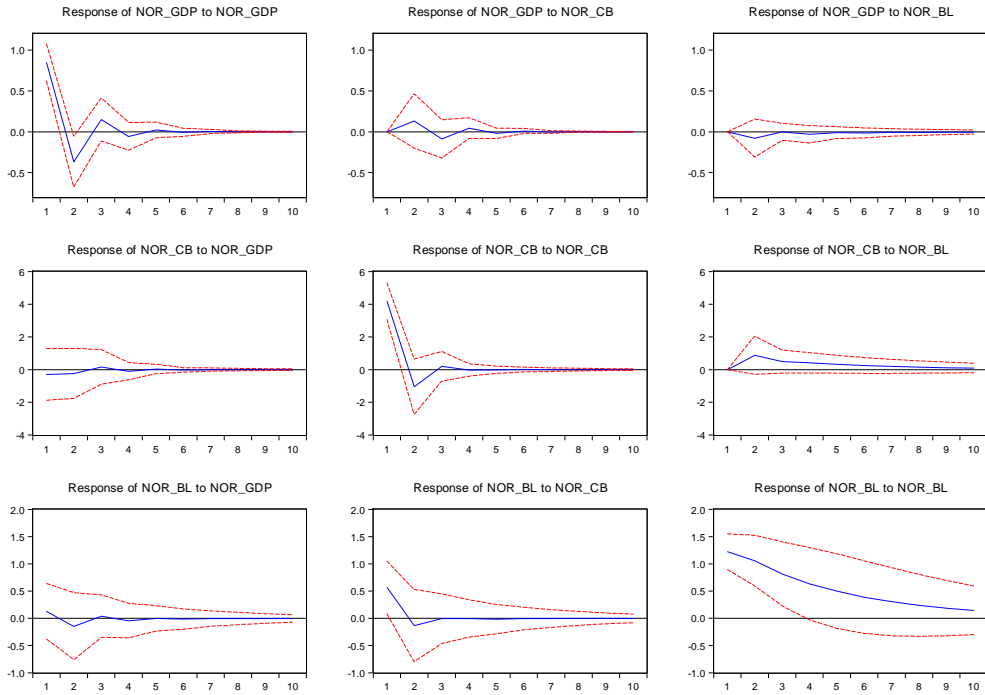 Response of NOR_GDP to NOR_GDP
Response of NOR_GDP to NOR_CB
Response of NOR_GDP to NOR_BL
1.0
0.5
0.0
-0.5
1 2 3 4 5 6 7 8 9 10
1.0
0.5
0.0
-0.5
1 2 3 4 5 6 7 8 9 10
1.0
0.5
0.0
-0.5
1 2 3 4 5 6 7 8 9 10
Response of NOR_CB to NOR_GDP
Response of NOR_CB to NOR_CB
Response of NOR_CB to NOR_BL
6
4
2
0
-2
-4
1 2 3 4 5 6 7 8 9 10
6
4
2
0
-2
-4
1 2 3 4 5 6 7 8 9 10
6
4
2
0
-2
-4
1 2 3 4 5 6 7 8 9 10
Response of NOR_BL to NOR_GDP
Response of NOR_BL to NOR_CB
Response of NOR_BL to NOR_BL
2.0
1.5
1.0
0.5
0.0
-0.5
-1.0
1 2 3 4 5 6 7 8 9 10
2.0
1.5
1.0
0.5
0.0
-0.5
-1.0
1 2 3 4 5 6 7 8 9 10
2.0
1.5
1.0
0.5
0.0
-0.5
-1.0
1 2 3 4 5 6 7 8 9 10